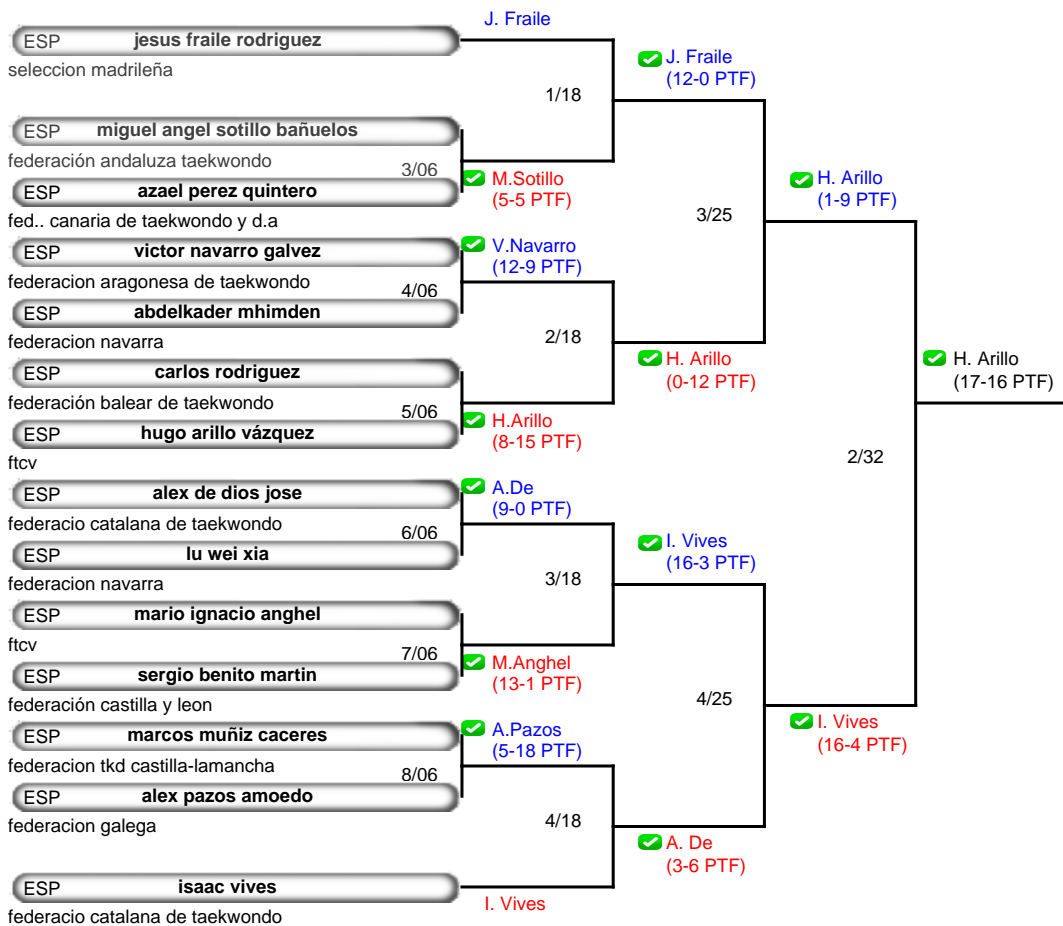 J. Fraile
ESP jesus fraile rodriguez
seleccion madrileña
J. Fraile
(12-0 PTF)
1/18
ESP miguel angel sotillo bañuelos
federación andaluza taekwondo
3/06
M.Sotillo
(5-5 PTF)
ESP azael perez quintero
fed.. canaria de taekwondo y d.a
H. Arillo
(1-9 PTF)
3/25
ESP victor navarro galvez
V.Navarro
(12-9 PTF)
federacion aragonesa de taekwondo
4/06
ESP abdelkader mhimden
federacion navarra
2/18
H. Arillo
(0-12 PTF)
H. Arillo
(17-16 PTF)
ESP carlos rodriguez
federación balear de taekwondo
5/06
H.Arillo
(8-15 PTF)
ESP hugo arillo vázquez
ftcv
2/32
ESP alex de dios jose
A.De
(9-0 PTF)
federacio catalana de taekwondo
6/06
ESP lu wei xia
federacion navarra
I. Vives
(16-3 PTF)
3/18
ESP mario ignacio anghel
ftcv
7/06
M.Anghel
(13-1 PTF)
ESP sergio benito martin
federación castilla y leon
4/25
I. Vives
(16-4 PTF)
ESP marcos muñiz caceres
A.Pazos
(5-18 PTF)
federacion tkd castilla-lamancha
8/06
ESP alex pazos amoedo
federacion galega
4/18
A. De
(3-6 PTF)
ESP isaac vives
I. Vives
federacio catalana de taekwondo